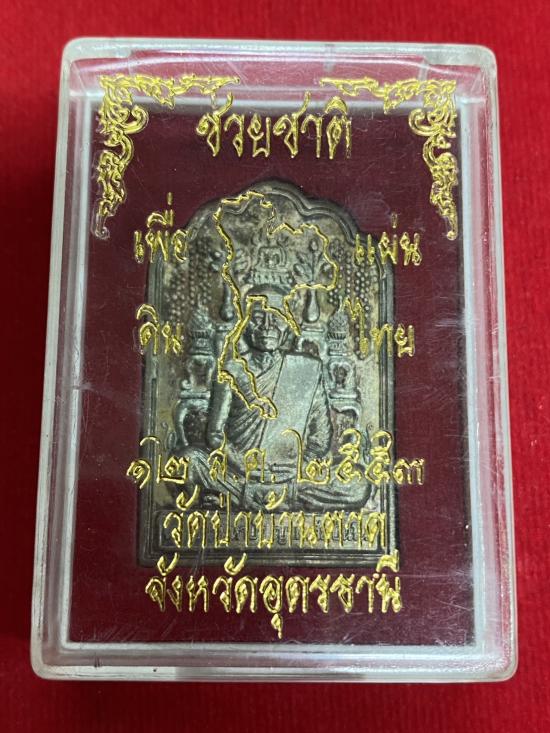 ช่วยชาติ
เพื่อ แผ่น
ดิน ไทย
๑๒ ส.ค. ๒๕๕๓
วัดป่าบ้านตาด
จังหวัดอุดรธานี